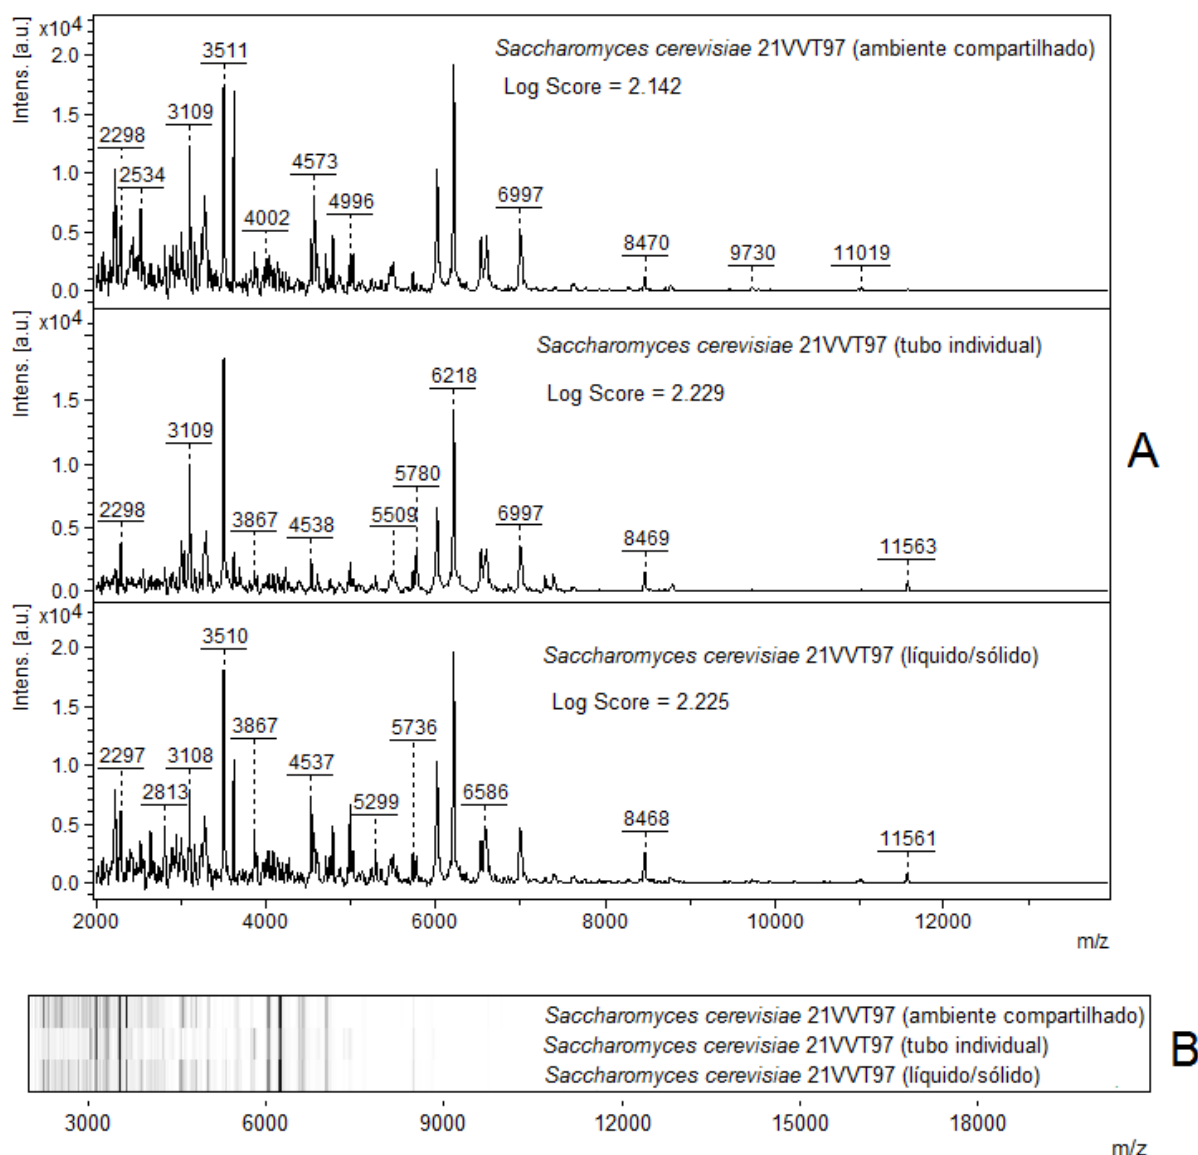 x10⁴
Intens. [a.u.]
2.0
1.5
1.0
0.5
0.0
Saccharomyces cerevisiae 21VVT97 (ambiente compartilhado)
Log Score = 2.142
3511
3109
2298
2534
4573
4002
4996
6997
8470
9730
11019
x10⁴
Intens. [a.u.]
1.5
1.0
0.5
0.0
Saccharomyces cerevisiae 21VVT97 (tubo individual)
Log Score = 2.229
6218
3109
5780
2298
3867
4538
5509
6997
8469
11563
A
x10⁴
Intens. [a.u.]
2.0
1.5
1.0
0.5
0.0
Saccharomyces cerevisiae 21VVT97 (líquido/sólido)
Log Score = 2.225
3510
3867
5736
2297
3108
4537
2813
5299
6586
8468
11561
2000 4000 6000 8000 10000 12000
m/z
Saccharomyces cerevisiae 21VVT97 (ambiente compartilhado)
Saccharomyces cerevisiae 21VVT97 (tubo individual)
Saccharomyces cerevisiae 21VVT97 (líquido/sólido)
B
3000 6000 9000 12000 15000 18000
m/z